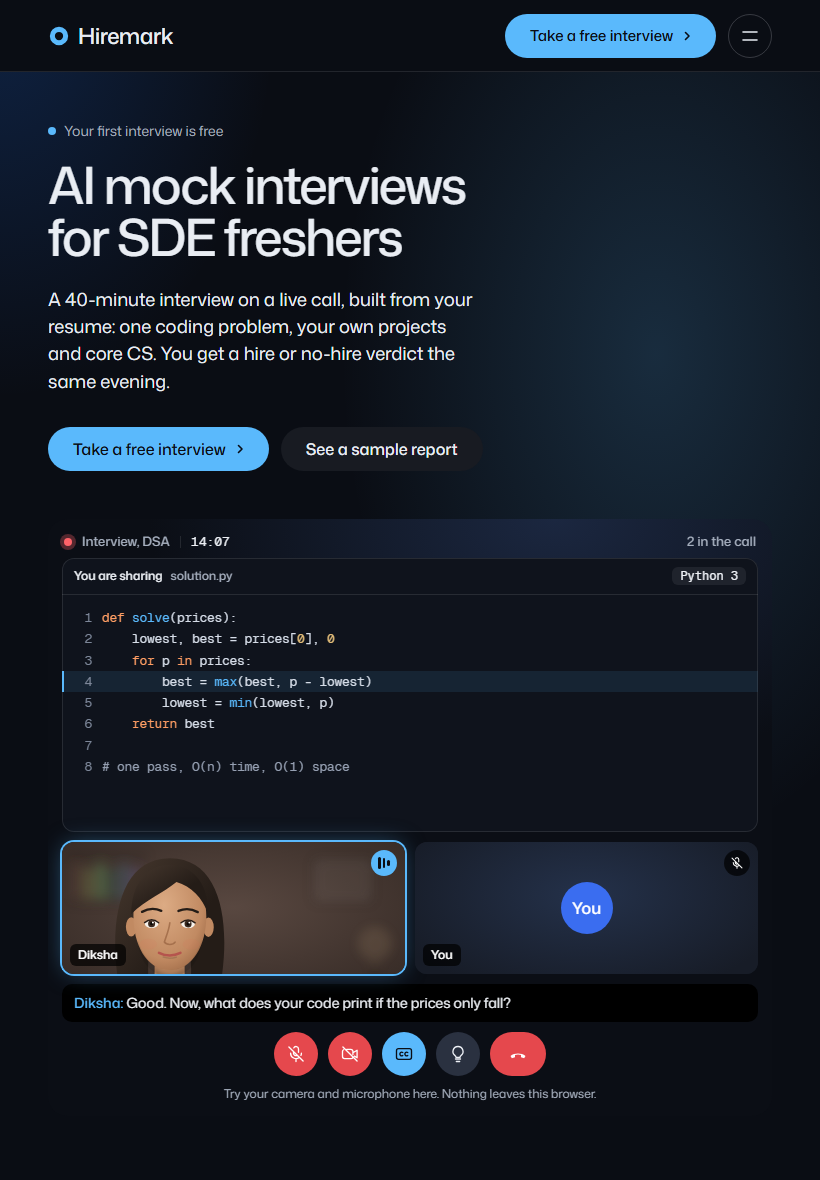 Hiremark
Take a free interview
Your first interview is free
AI mock interviews
for SDE freshers
A 40-minute interview on a live call, built from your
resume: one coding problem, your own projects
and core CS. You get a hire or no-hire verdict the
same evening.
Take a free interview
See a sample report
Interview, DSA 14:07
2 in the call
You are sharing solution.py
Python 3
1 def solve(prices):
2     lowest, best = prices[0], 0
3     for p in prices:
4         best = max(best, p - lowest)
5         lowest = min(lowest, p)
6     return best
7
8 # one pass, O(n) time, O(1) space
Diksha
You
You
Diksha: Good. Now, what does your code print if the prices only fall?
CC
Try your camera and microphone here. Nothing leaves this browser.